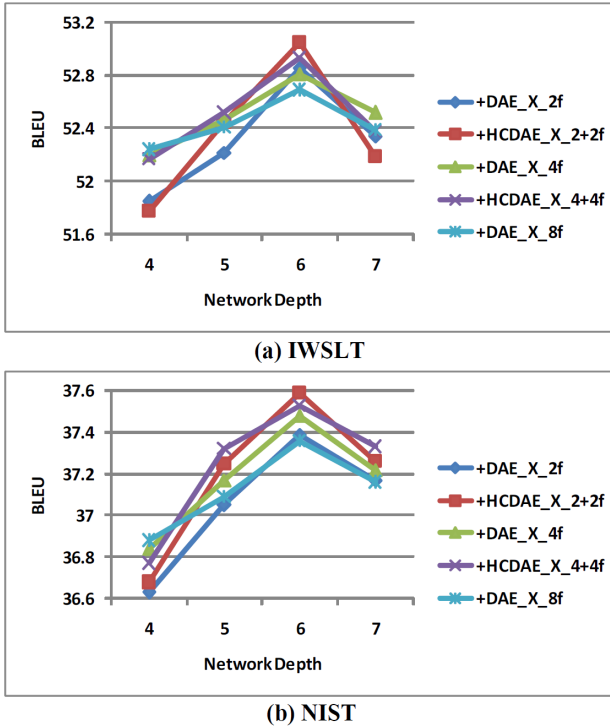 53.2
52.8
52.4
52
51.6
BLEU
4 5 6 7
Network Depth
+DAE_X_2f
+HCDAE_X_2+2f
+DAE_X_4f
+HCDAE_X_4+4f
+DAE_X_8f
(a) IWSLT
37.6
37.4
37.2
37
36.8
36.6
BLEU
4 5 6 7
Network Depth
+DAE_X_2f
+HCDAE_X_2+2f
+DAE_X_4f
+HCDAE_X_4+4f
+DAE_X_8f
(b) NIST